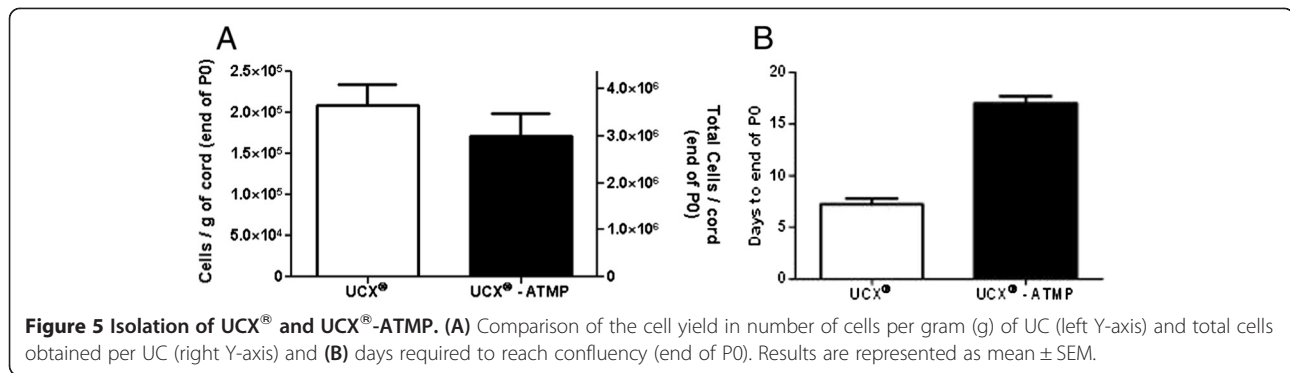 A
B
Cells / g of cord (end of P0)
2.5×10⁵
2.0×10⁵
1.5×10⁵
1.0×10⁵
5.0×10⁴
0
4.0×10⁶
3.0×10⁶
2.0×10⁶
1.0×10⁶
0
Total Cells / cord
(end of P0)
UCX®
UCX® - ATMP
Days to end of P0
20
15
10
5
0
UCX®
UCX® - ATMP
Figure 5 Isolation of UCX® and UCX®-ATMP. (A) Comparison of the cell yield in number of cells per gram (g) of UC (left Y-axis) and total cells
obtained per UC (right Y-axis) and (B) days required to reach confluency (end of P0). Results are represented as mean ± SEM.